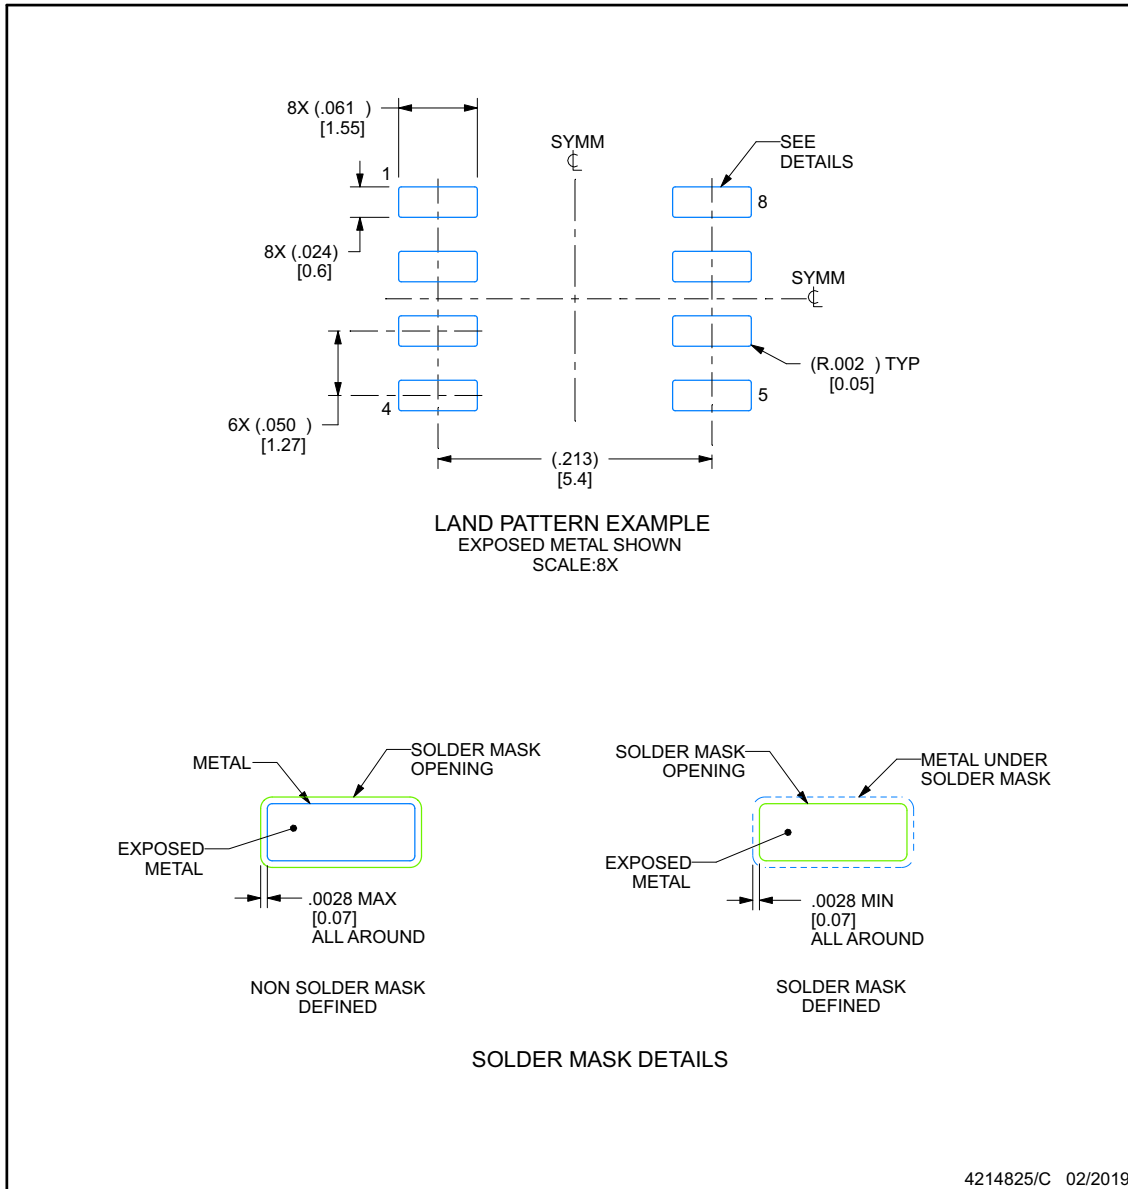 8X (.061 )
[1.55]
SYMM
SEE
DETAILS
1
8
8X (.024)
[0.6]
SYMM
(R.002 ) TYP
[0.05]
4
5
6X (.050 )
[1.27]
(.213)
[5.4]
LAND PATTERN EXAMPLE
EXPOSED METAL SHOWN
SCALE:8X
METAL
SOLDER MASK
OPENING
EXPOSED
METAL
.0028 MAX
[0.07]
ALL AROUND
NON SOLDER MASK
DEFINED
SOLDER MASK
OPENING
METAL UNDER
SOLDER MASK
EXPOSED
METAL
.0028 MIN
[0.07]
ALL AROUND
SOLDER MASK
DEFINED
SOLDER MASK DETAILS
4214825/C 02/2019